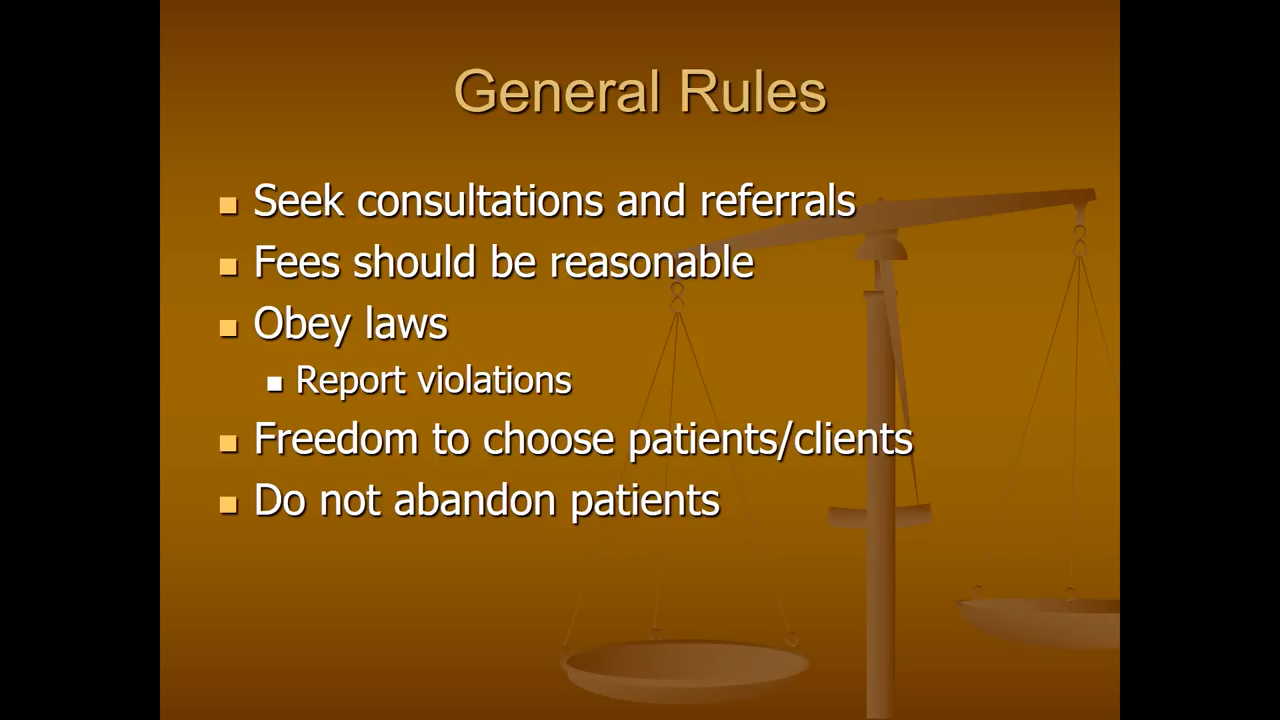 General Rules
Seek consultations and referrals
Fees should be reasonable
Obey laws
Report violations
Freedom to choose patients/clients
Do not abandon patients